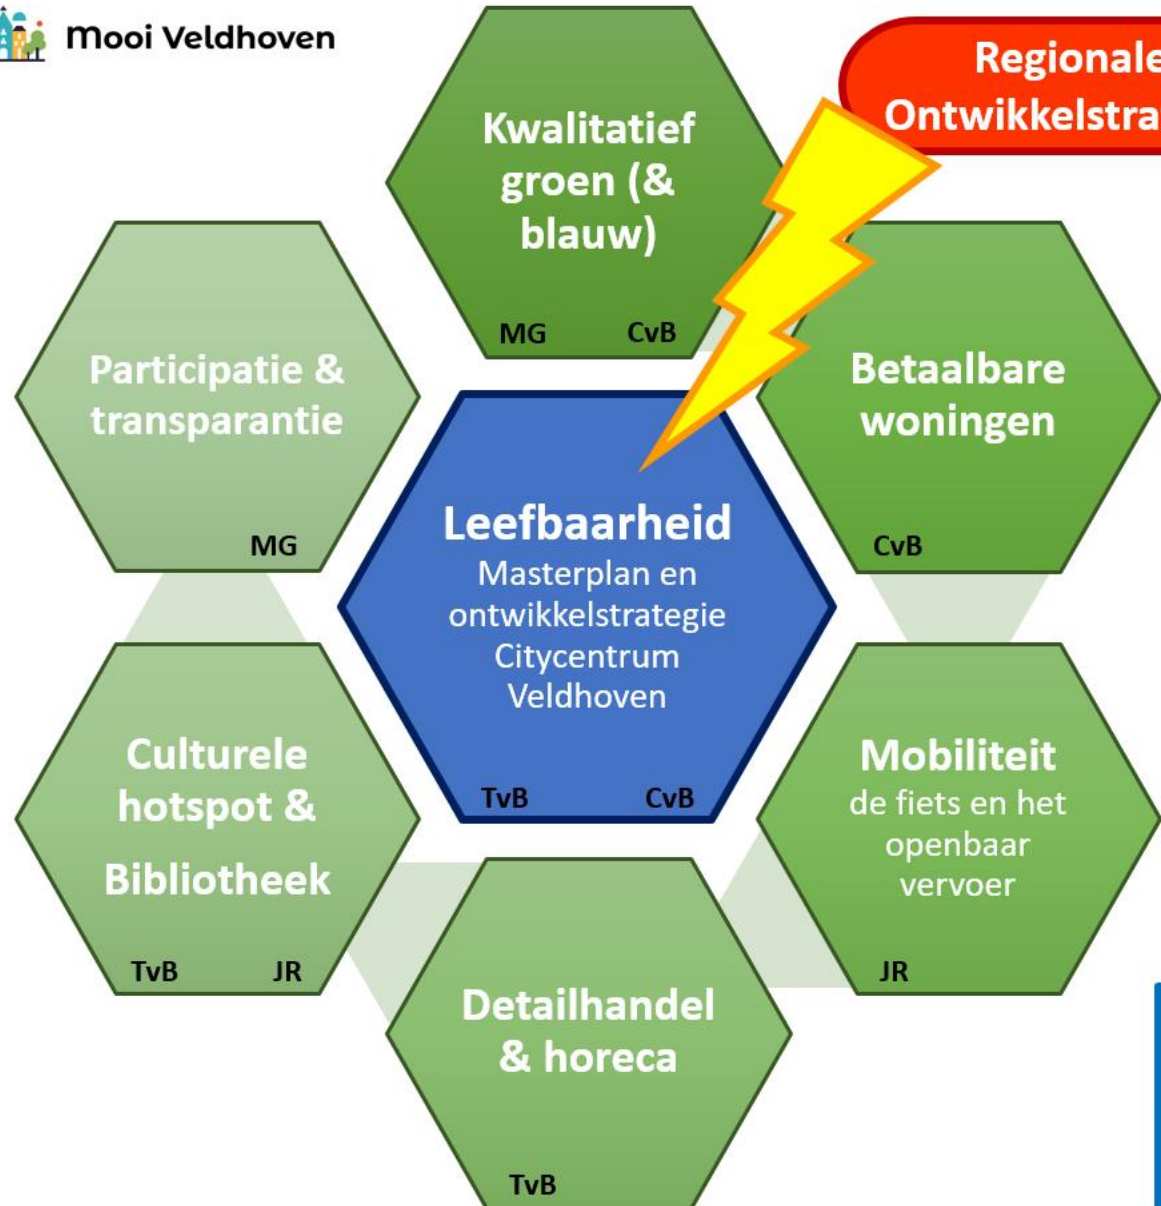 Mooi Veldhoven
Regionale
Kwalitatief
groen (&
blauw)
MG CvB
Participatie &
transparantie
MG
Betaalbare
woningen
CvB
Leefbaarheid
Masterplan en
ontwikkelstrategie
Citycentrum
Veldhoven
TvB CvB
Culturele
hotspot &
Bibliotheek
TvB JR
Mobiliteit
de fiets en het
openbaar
vervoer
JR
Detailhandel
& horeca
TvB